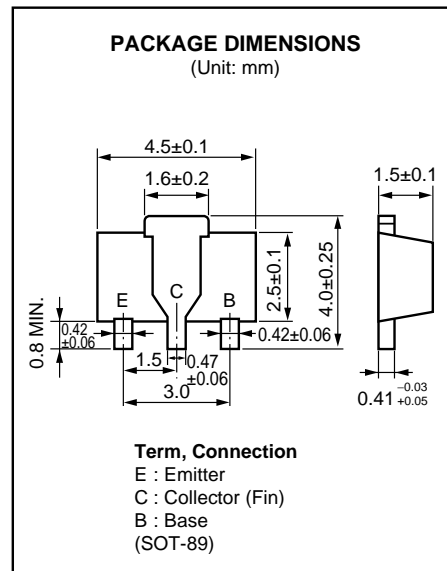 PACKAGE DIMENSIONS
(Unit: mm)
4.5±0.1
1.6±0.2
1.5±0.1
E
C
B
2.5±0.1
4.0±0.25
0.8 MIN.
0.42
±0.06
0.42±0.06
1.5
0.47
±0.06
3.0
0.41 −0.03
+0.05
Term, Connection
E : Emitter
C : Collector (Fin)
B : Base
(SOT-89)